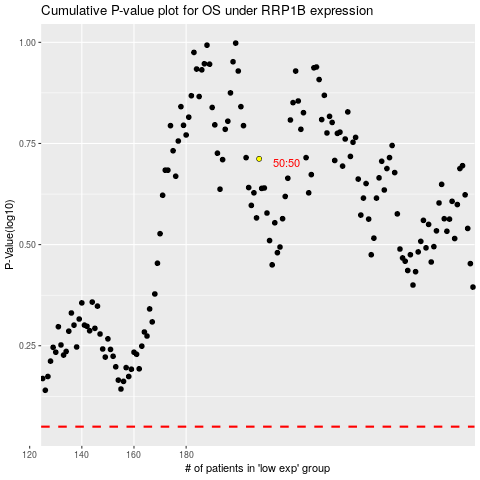 Cumulative P-value plot for OS under RRP1B expression
P-Value(log10)
1.00
0.75
0.50
0.25
50:50
120 140 160 180
# of patients in 'low exp' group